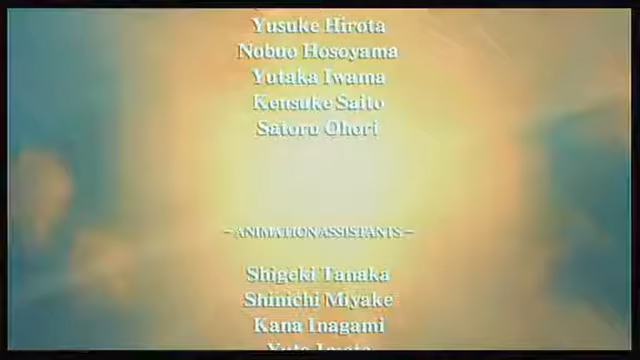 Yusuke Hirota
Nobuo Hosoyama
Yutaka Iwama
Kensuke Saito
Satoru Ohori
-ANIMATION ASSISTANTS-
Shigeki Tanaka
Shinichi Miyake
Kana Inagami